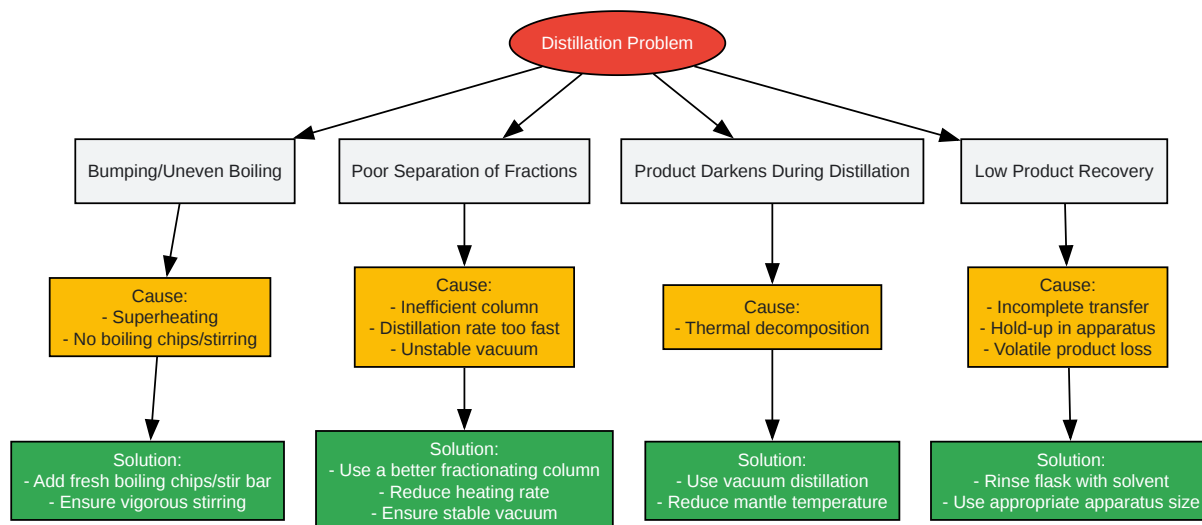 Distillation Problem
Bumping/Uneven Boiling
Poor Separation of Fractions
Product Darkens During Distillation
Low Product Recovery
Cause:
- Superheating
- No boiling chips/stirring
Cause:
- Inefficient column
- Distillation rate too fast
- Unstable vacuum
Cause:
- Thermal decomposition
Cause:
- Incomplete transfer
- Hold-up in apparatus
- Volatile product loss
Solution:
- Add fresh boiling chips/stir bar
- Ensure vigorous stirring
Solution:
- Use a better fractionating column
- Reduce heating rate
- Ensure stable vacuum
Solution:
- Use vacuum distillation
- Reduce mantle temperature
Solution:
- Rinse flask with solvent
- Use appropriate apparatus size